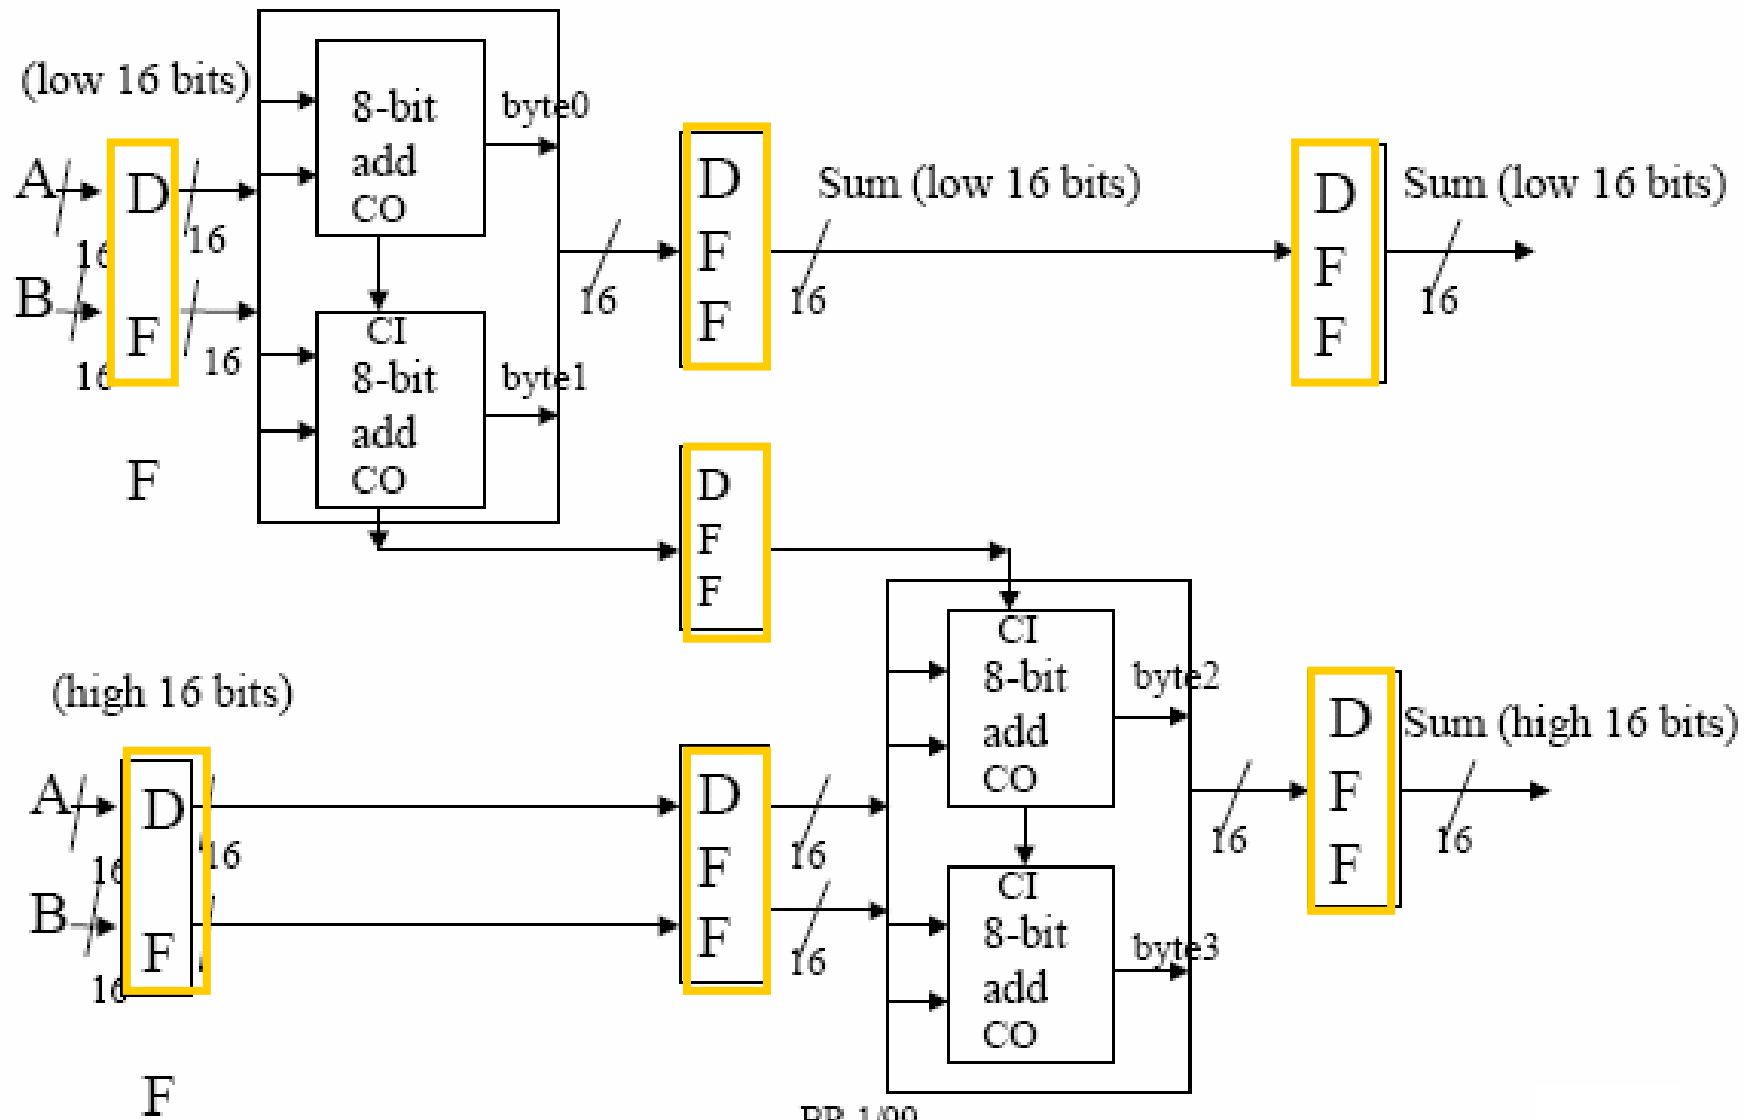 (low 16 bits)
8-bit
add
CO
byte0
A
16
D
16
B
16
F
16
F
CI
8-bit
add
CO
byte1
16
D
F
F
Sum (low 16 bits)
16
D
F
F
Sum (low 16 bits)
16
D
F
F
(high 16 bits)
A
16
D
16
B
16
F
F
D
F
F
16
16
CI
8-bit
add
CO
byte2
CI
8-bit
add
CO
byte3
16
D
F
F
Sum (high 16 bits)
16